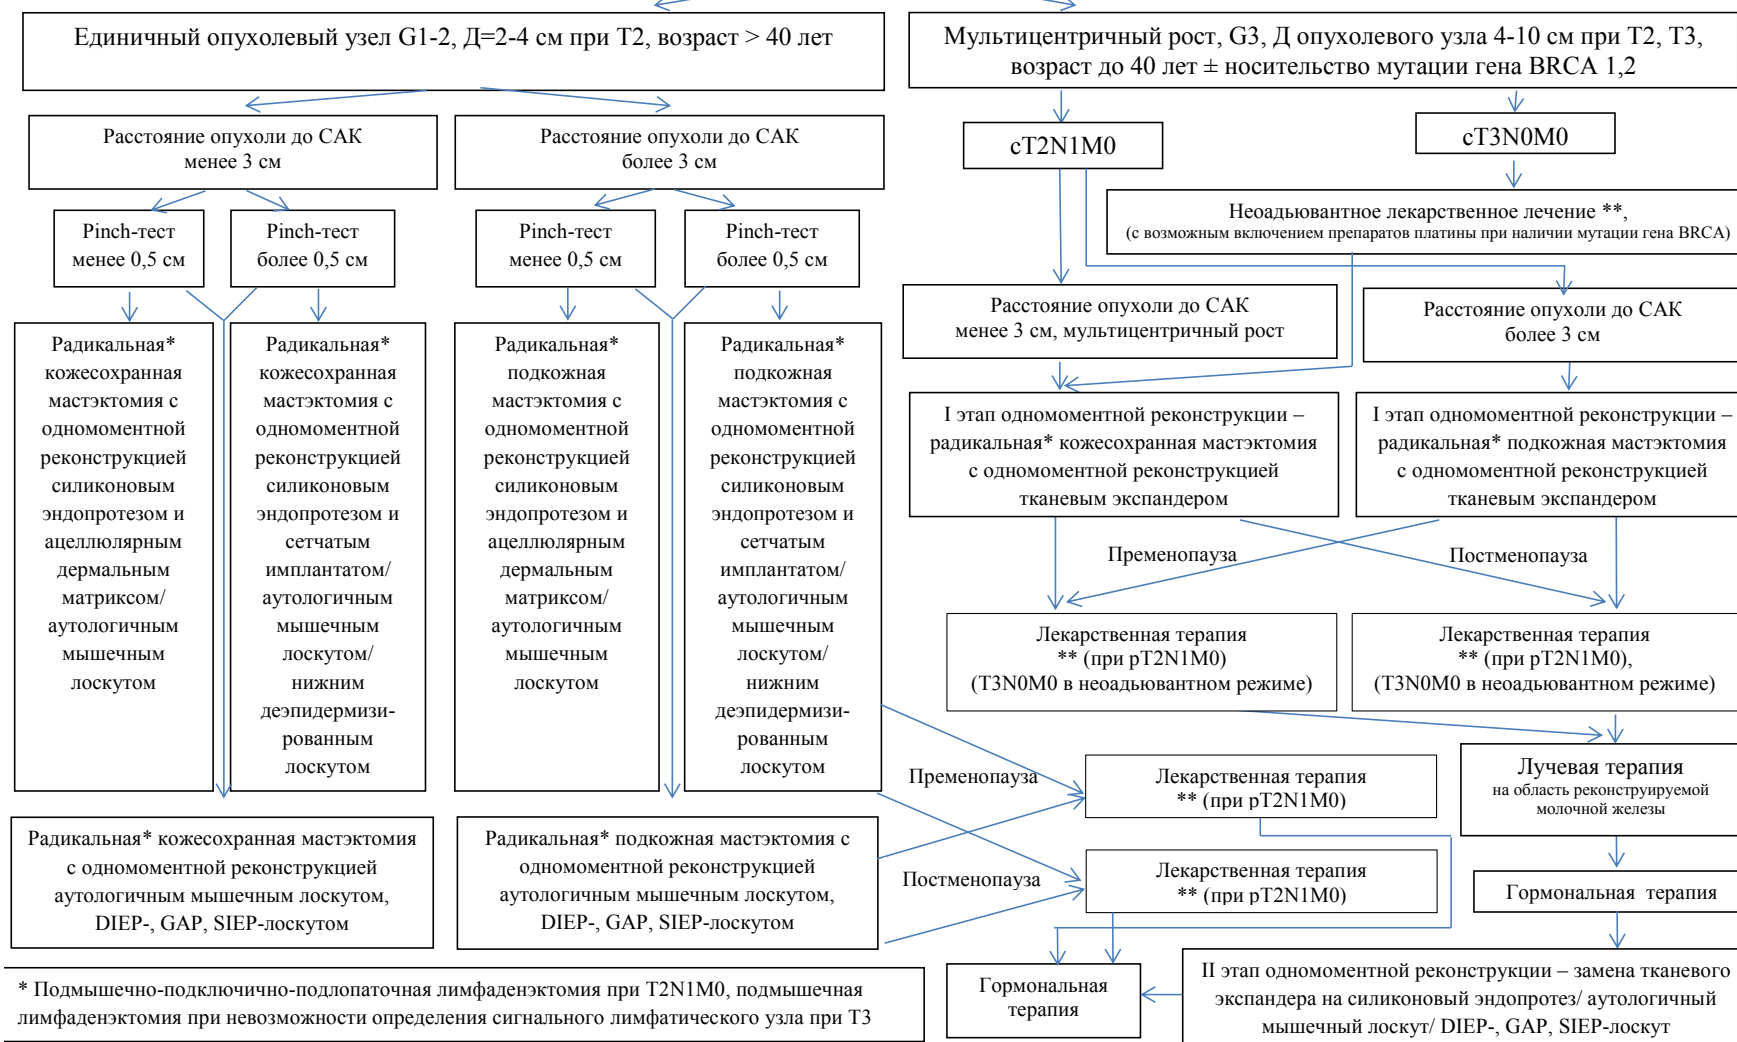 Единичный опухолевый узел G1-2, Д=2-4 см при Т2, возраст > 40 лет
Мультицентричный рост, G3, Д опухолевого узла 4-10 см при Т2, Т3,
возраст до 40 лет ± носительство мутации гена BRCA 1,2
Расстояние опухоли до САК
менее 3 см
Расстояние опухоли до САК
более 3 см
cT2N1M0
cT3N0M0
Pinch-тест
менее 0,5 см
Pinch-тест
более 0,5 см
Pinch-тест
менее 0,5 см
Pinch-тест
более 0,5 см
Неоадьювантное лекарственное лечение **,
(с возможным включением препаратов платины при наличии мутации гена BRCA)
Расстояние опухоли до САК
менее 3 см, мультицентричный рост
Расстояние опухоли до САК
более 3 см
Радикальная*
кожесохранная
мастэктомия с
одномоментной
реконструкцией
силиконовым
эндопротезом и
ацеллюлярным
дермальным
матриксом/
аутологичным
мышечным
лоскутом
Радикальная*
кожесохранная
мастэктомия с
одномоментной
реконструкцией
силиконовым
эндопротезом и
сетчатым
имплантатом/
аутологичным
мышечным
лоскутом/
нижним
деэпидермизи-
рованным
лоскутом
Радикальная*
подкожная
мастэктомия с
одномоментной
реконструкцией
силиконовым
эндопротезом и
ацеллюлярным
дермальным
матриксом/
аутологичным
мышечным
лоскутом
Радикальная*
подкожная
мастэктомия с
одномоментной
реконструкцией
силиконовым
эндопротезом и
сетчатым
имплантатом/
аутологичным
мышечным
лоскутом/
нижним
деэпидермизи-
рованным
лоскутом
I этап одномоментной реконструкции –
радикальная* кожесохранная мастэктомия
с одномоментной реконструкцией
тканевым экспандером
I этап одномоментной реконструкции –
радикальная* подкожная мастэктомия
с одномоментной реконструкцией
тканевым экспандером
Пременопауза
Постменопауза
Лекарственная терапия
** (при pT2N1M0)
(T3N0M0 в неоадьювантном режиме)
Лекарственная терапия
** (при pT2N1M0),
(T3N0M0 в неоадьювантном режиме)
Пременопауза
Лекарственная терапия
** (при pT2N1M0)
Лучевая терапия
на область реконструируемой
молочной железы
Радикальная* кожесохранная мастэктомия
с одномоментной реконструкцией
аутологичным мышечным лоскутом,
DIEP-, GAP, SIEP-лоскутом
Радикальная* подкожная мастэктомия с
одномоментной реконструкцией
аутологичным мышечным лоскутом,
DIEP-, GAP, SIEP-лоскутом
Постменопауза
Лекарственная терапия
** (при pT2N1M0)
Гормональная терапия
* Подмышечно-подключично-подлопаточная лимфаденэктомия при T2N1M0, подмышечная
лимфаденэктомия при невозможности определения сигнального лимфатического узла при Т3
Гормональная
терапия
II этап одномоментной реконструкции – замена тканевого
экспандера на силиконовый эндопротез/ аутологичный
мышечный лоскут/ DIEP-, GAP, SIEP-лоскут